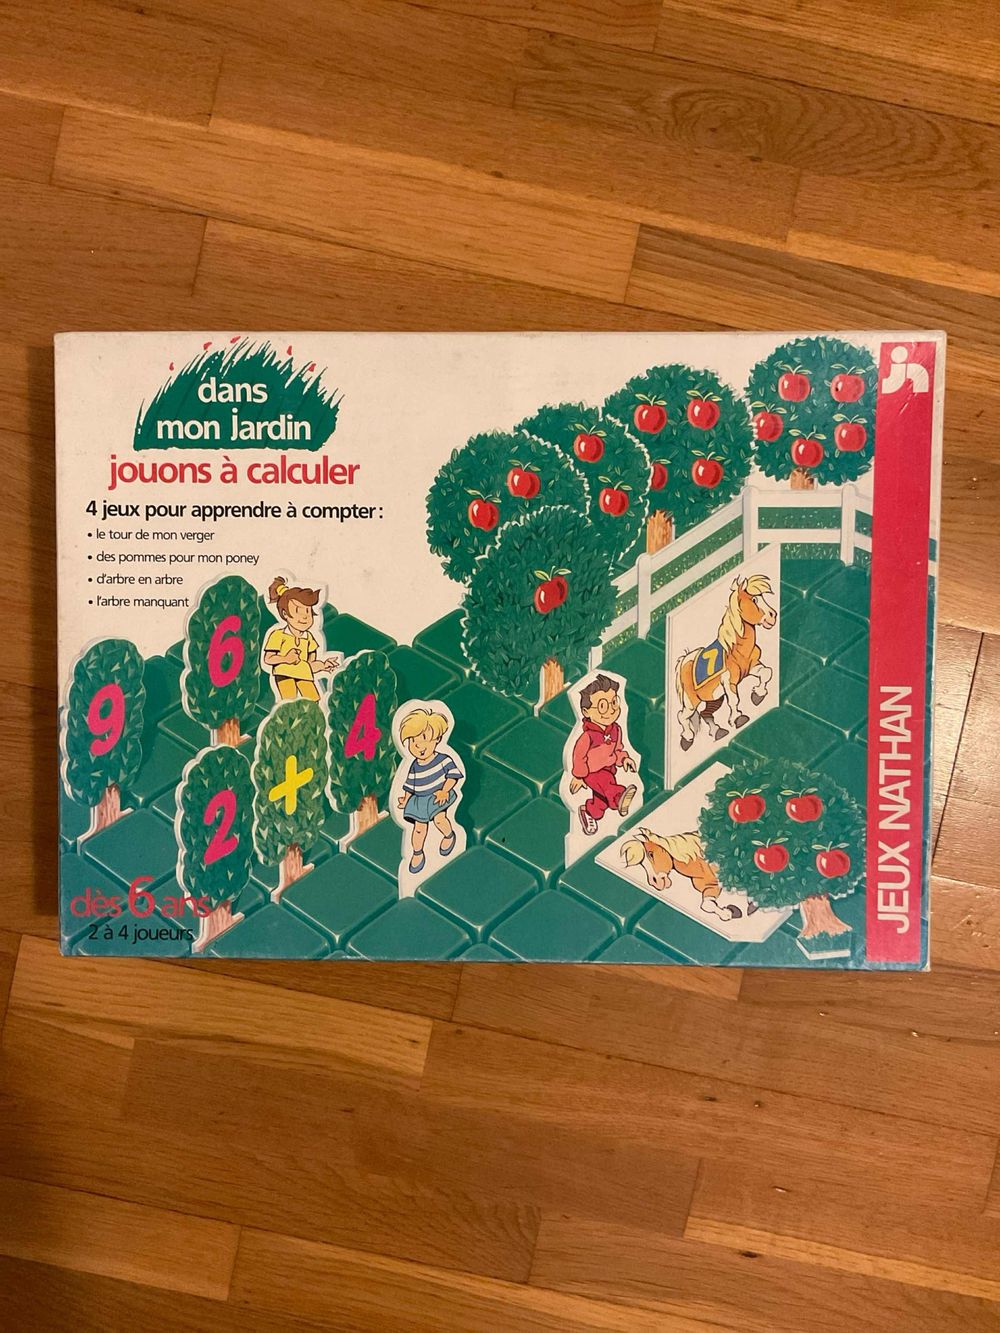 dans
mon jardin
jouons à calculer
4 jeux pour apprendre à compter :
• le tour de mon verger
• des pommes pour mon poney
• d'arbre en arbre
• l'arbre manquant
9
6
2
+
4
7
dès 6 ans
2 à 4 joueurs
jn
JEUX NATHAN